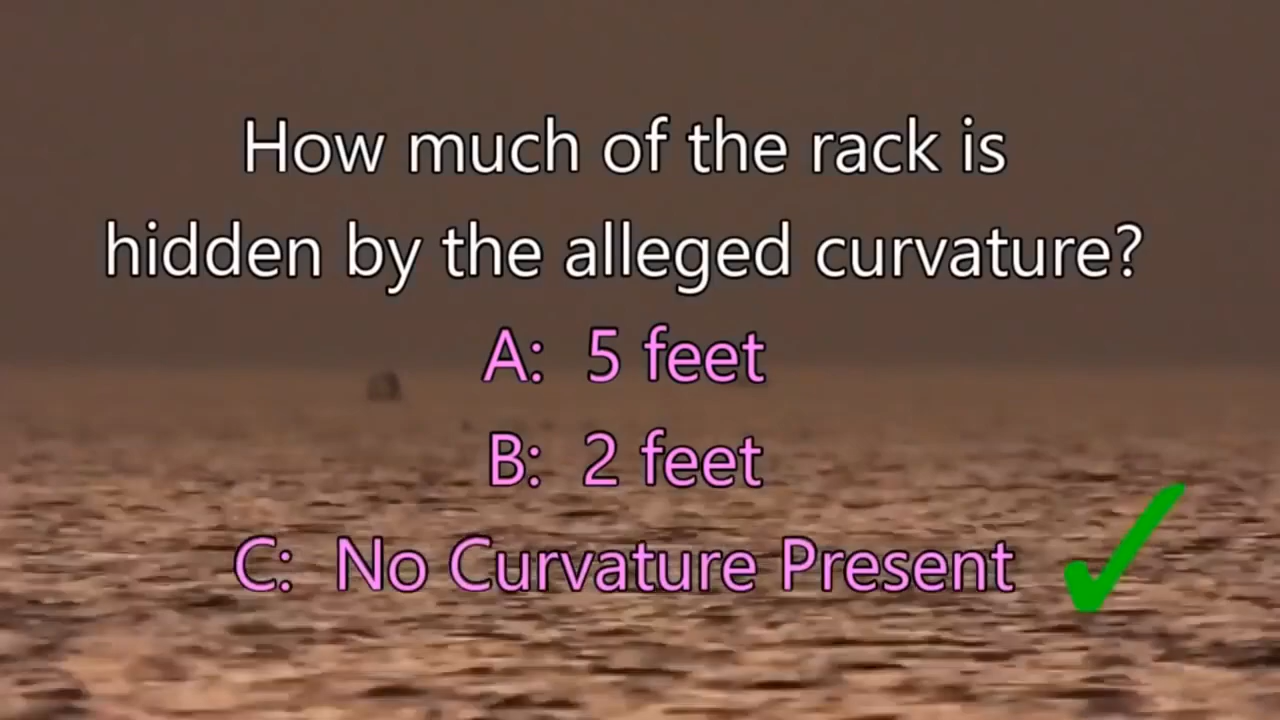 How much of the rack is
hidden by the alleged curvature?
A: 5 feet
B: 2 feet
C: No Curvature Present